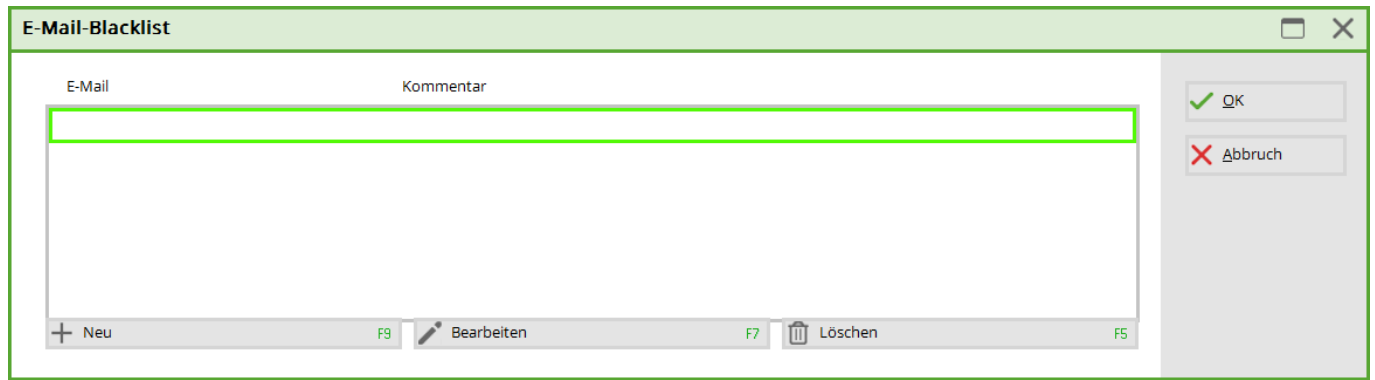 E-Mail-Blacklist
E-Mail Kommentar
OK
Abbruch
Neu F9 Bearbeiten F7 Löschen F5